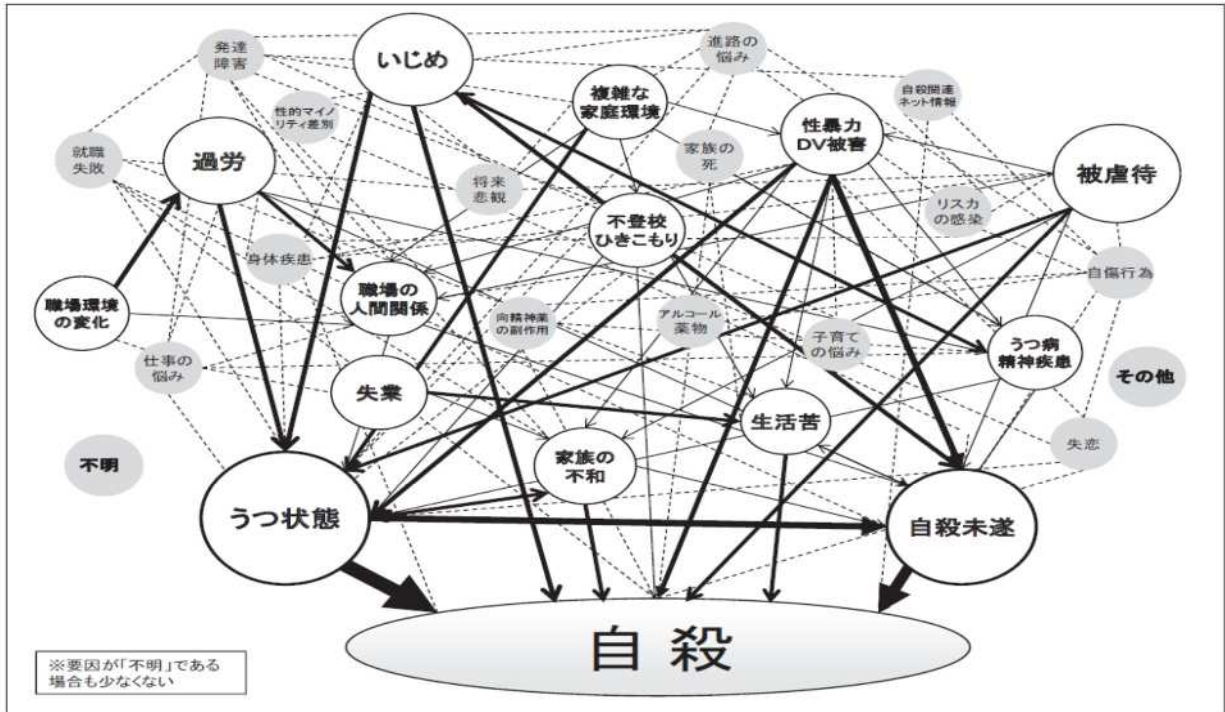 発達
障害
いじめ
進路の
悩み
複雑な
家庭環境
自殺関連
ネット情報
性的マイノ
リティ差別
性暴力
DV被害
就職
失敗
過労
家族の
死
被虐待
将来
悲観
リスカ
の感染
不登校
ひきこもり
身体疾患
自傷行為
職場環境
の変化
職場の
人間関係
向精神薬
の副作用
アルコール
薬物
子育て
の悩み
うつ病
精神疾患
仕事の
悩み
失業
その他
生活苦
不明
家族の
不和
失恋
うつ状態
自殺未遂
自殺
※要因が「不明」である
場合も少なくない